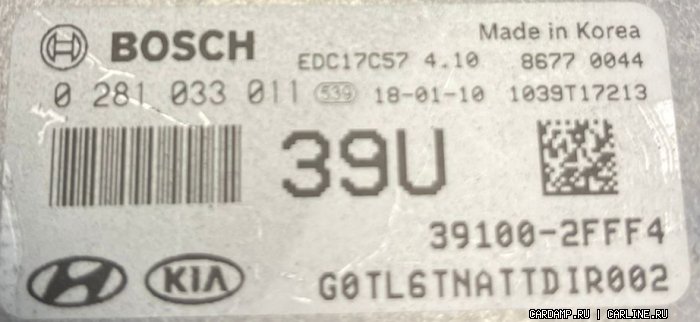 BOSCH
Made in Korea
EDC17C57 4.10 8677 0044
0 281 033 011 539 18-01-10 1039T17213
39U
39100-2FFF4
KIA
G0TL6TNATTDIR002
CARDAMP.RU | CARLINE.RU